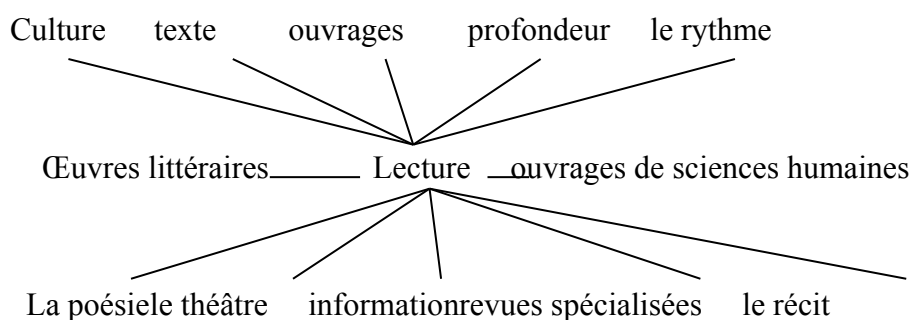 Culture texte ouvrages profondeur le rythme
Œuvres littéraires Lecture ouvrages de sciences humaines
La poésiele théâtre informationrevues spécialisées le récit